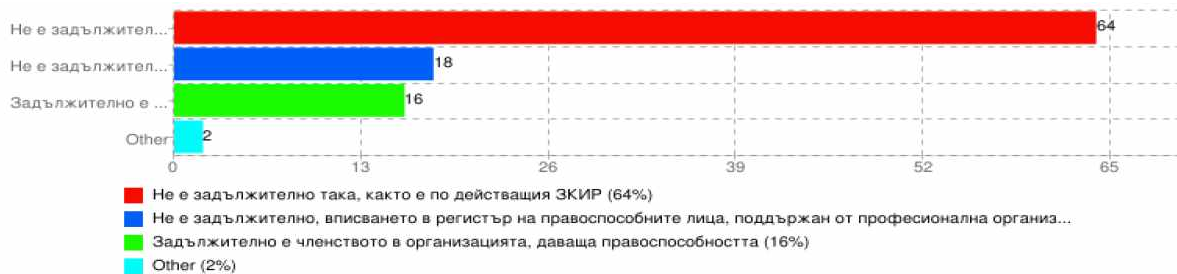 Не е задължител...
64
Не е задължител...
18
Задължително е ...
16
Other
2
0 13 26 39 52 65
Не е задължително така, както е по действащия ЗКИР (64%)
Не е задължително, вписването в регистър на правоспособните лица, поддържан от професионална организ...
Задължително е членството в организацията, даваща правоспособността (16%)
Other (2%)